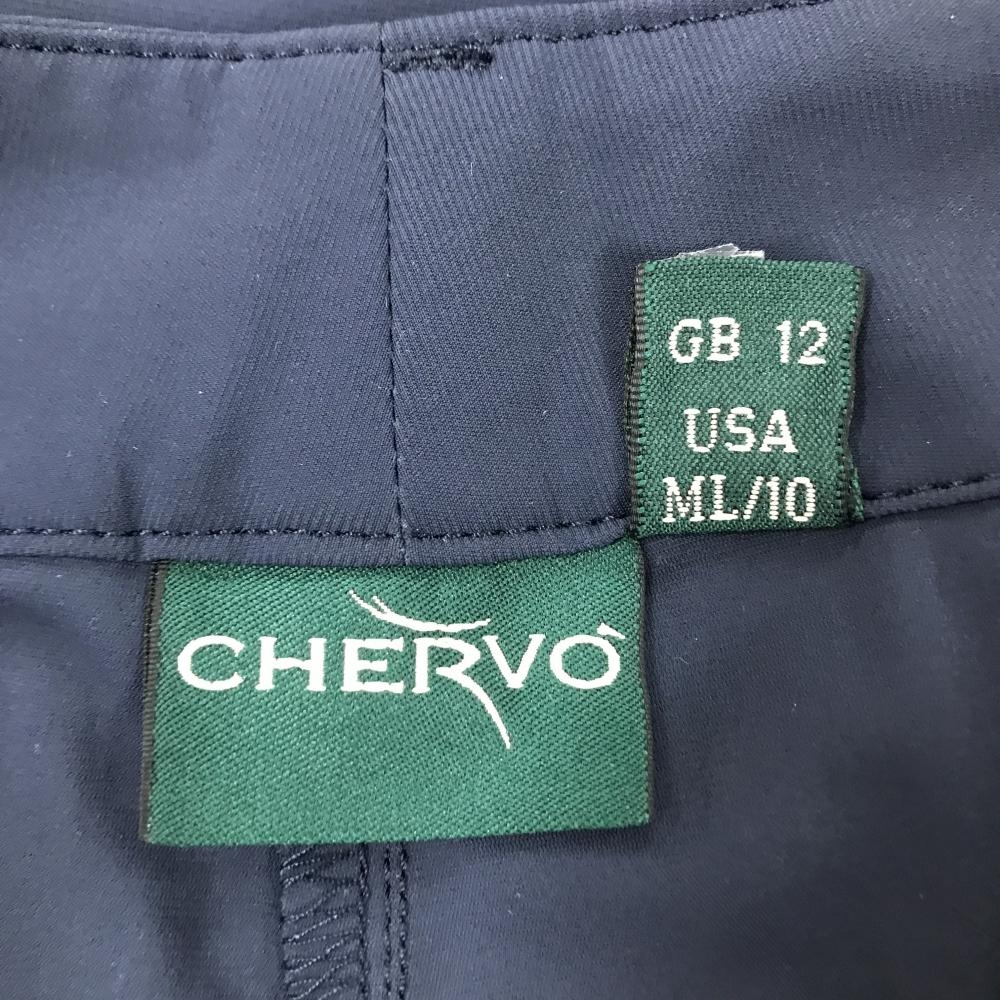 GB 12
USA
ML/10
CHERVÒ